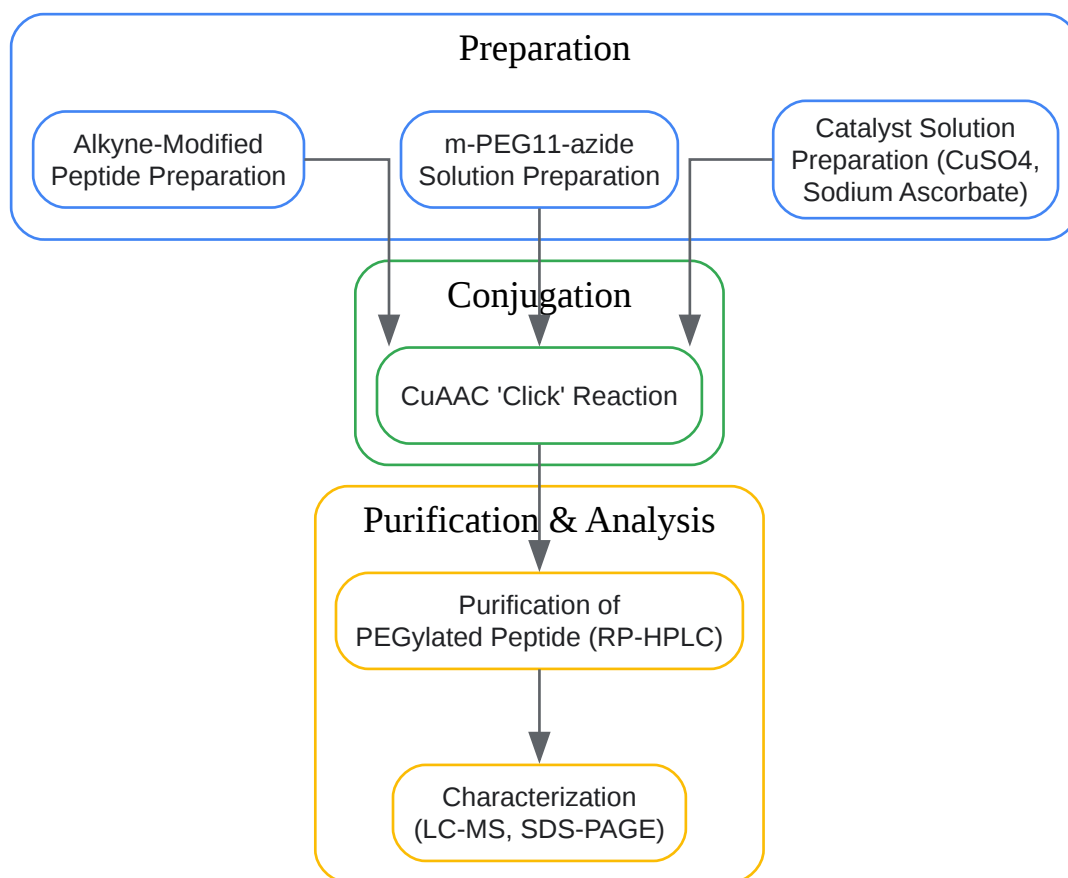 Preparation
Alkyne-Modified
Peptide Preparation
m-PEG11-azide
Solution Preparation
Catalyst Solution
Preparation (CuSO4,
Sodium Ascorbate)
Conjugation
CuAAC 'Click' Reaction
Purification & Analysis
Purification of
PEGylated Peptide (RP-HPLC)
Characterization
(LC-MS, SDS-PAGE)